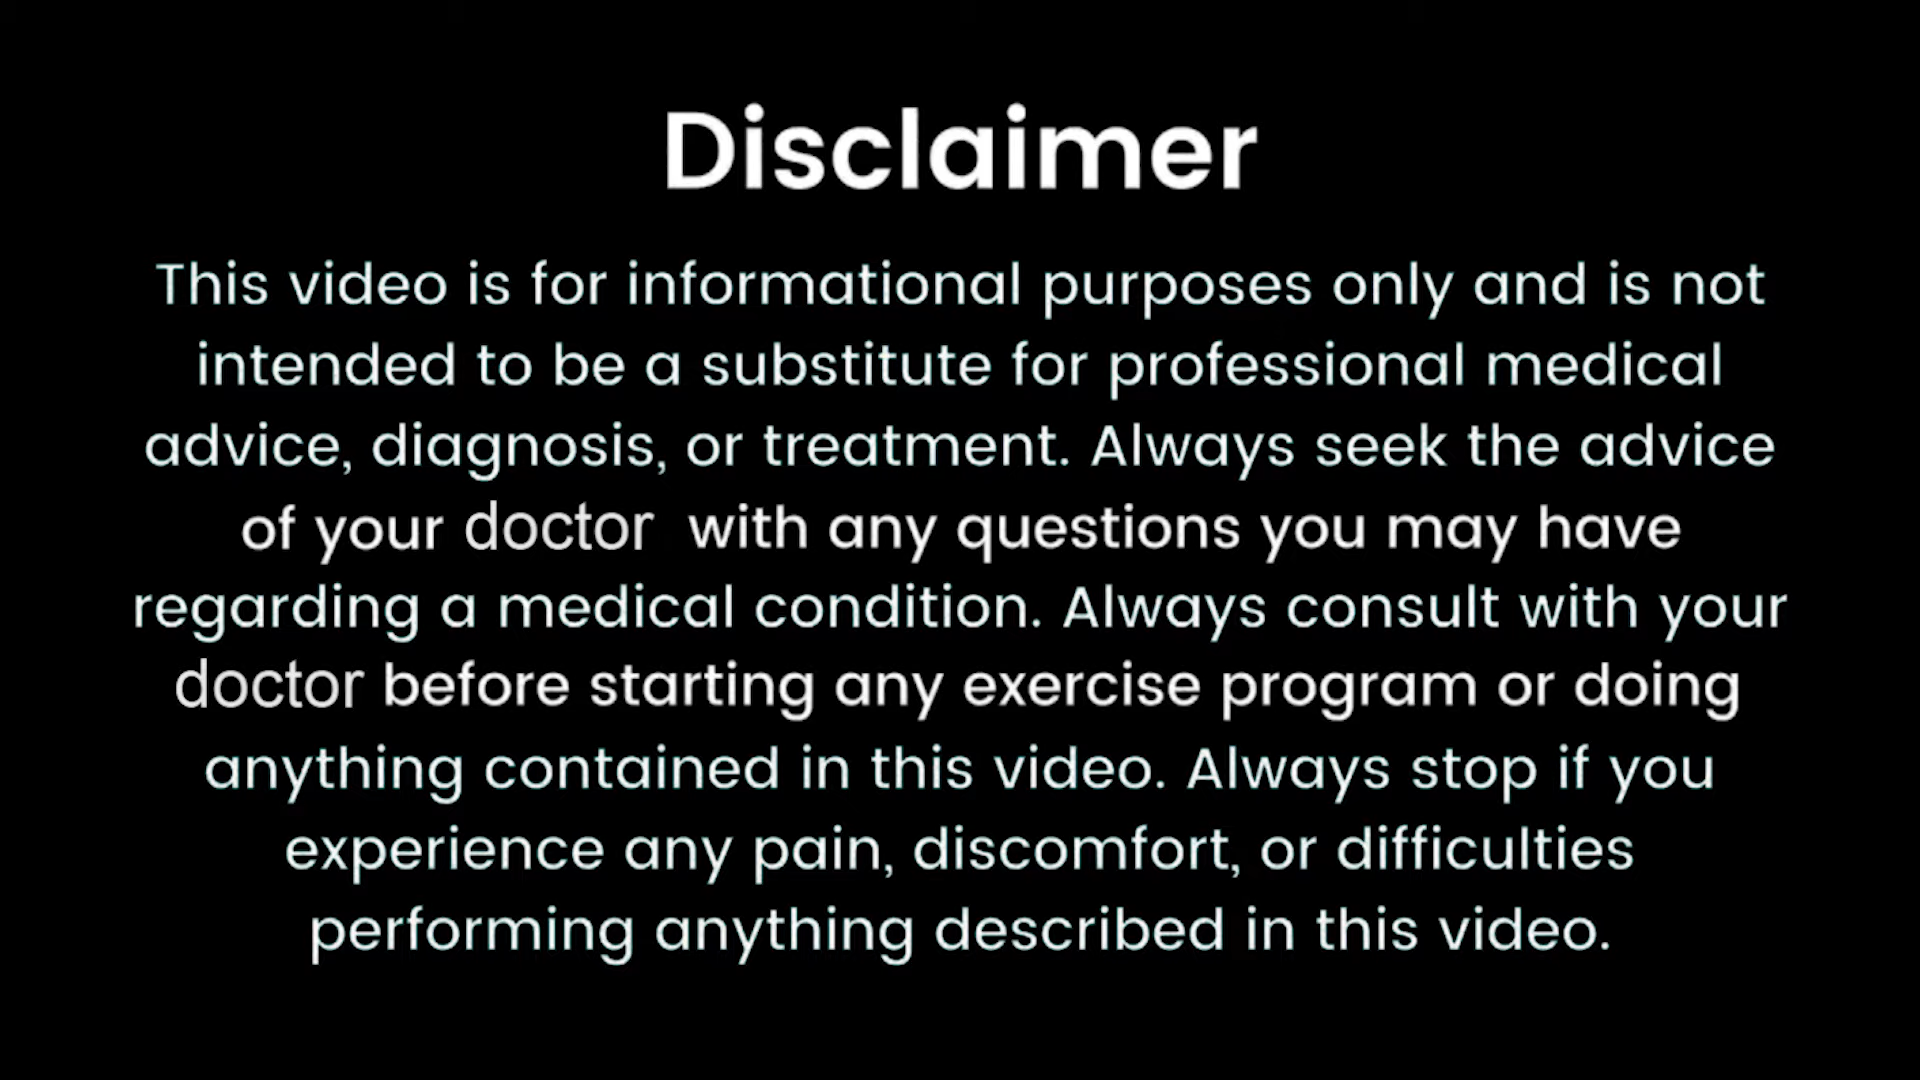 Disclaimer
This video is for informational purposes only and is not
intended to be a substitute for professional medical
advice, diagnosis, or treatment. Always seek the advice
of your doctor with any questions you may have
regarding a medical condition. Always consult with your
doctor before starting any exercise program or doing
anything contained in this video. Always stop if you
experience any pain, discomfort, or difficulties
performing anything described in this video.